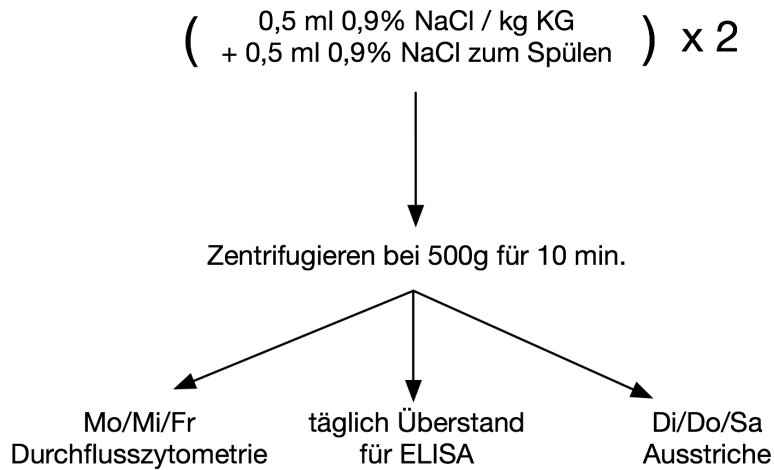 ( 0,5 ml 0,9% NaCl / kg KG
+ 0,5 ml 0,9% NaCl zum Spülen ) x 2
Zentrifugieren bei 500g für 10 min.
Mo/Mi/Fr
Durchflusszytometrie
täglich Überstand
für ELISA
Di/Do/Sa
Ausstriche